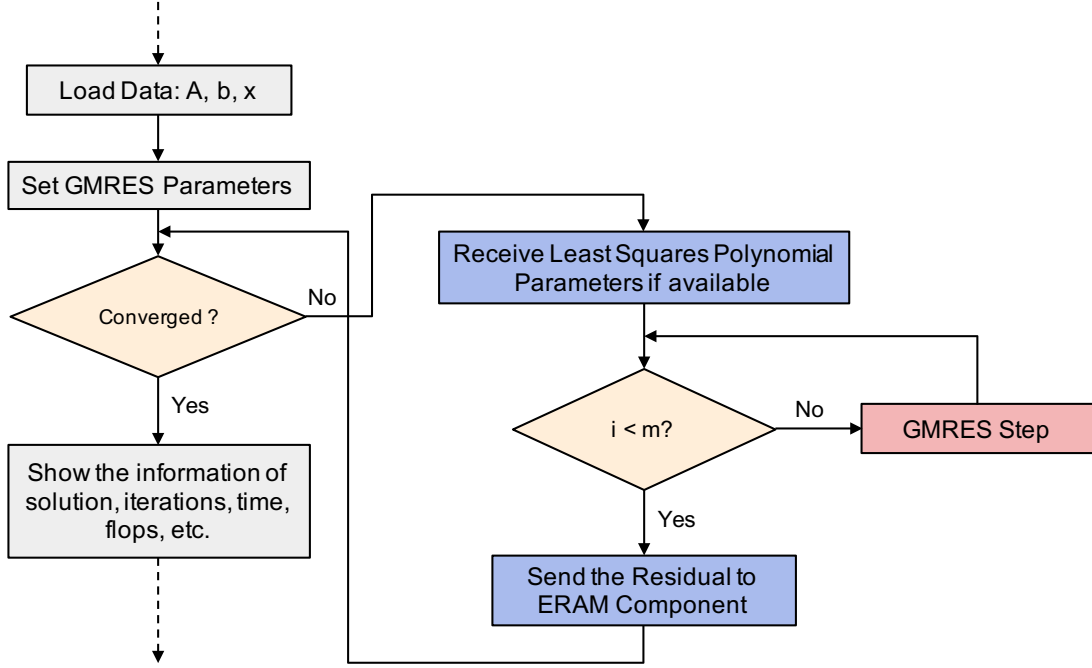 Load Data: A, b, x
Set GMRES Parameters
Converged ?
No
Yes
Show the information of
solution, iterations, time,
flops, etc.
Receive Least Squares Polynomial
Parameters if available
i < m?
No
GMRES Step
Yes
Send the Residual to
ERAM Component